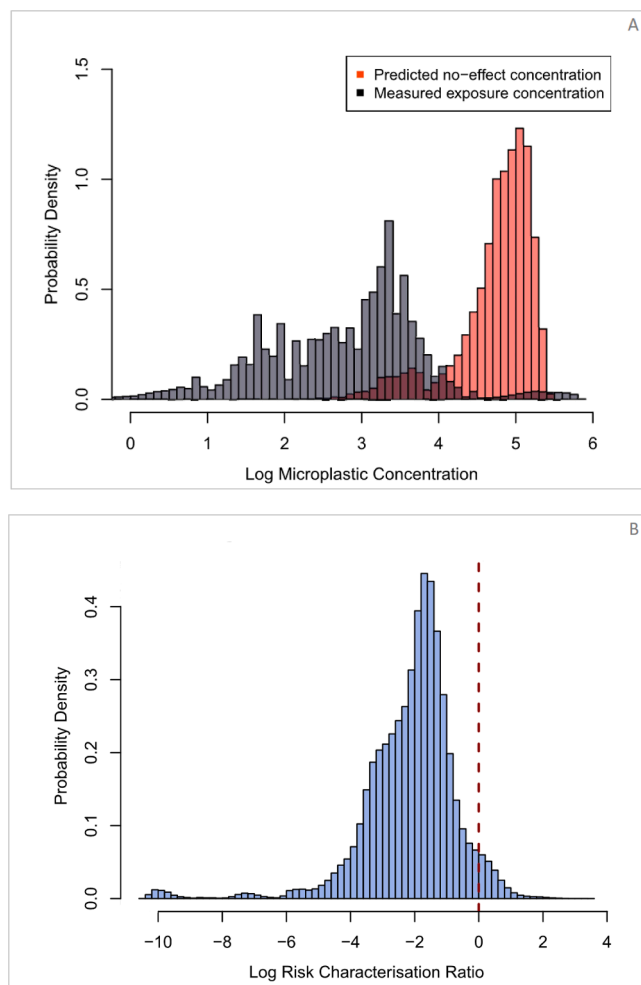 A
1.5
Predicted no-effect concentration
Measured exposure concentration
1.0
Probability Density
0.5
0.0
0 1 2 3 4 5 6
Log Microplastic Concentration
B
0.4
0.3
Probability Density
0.2
0.1
0.0
−10 −8 −6 −4 −2 0 2 4
Log Risk Characterisation Ratio